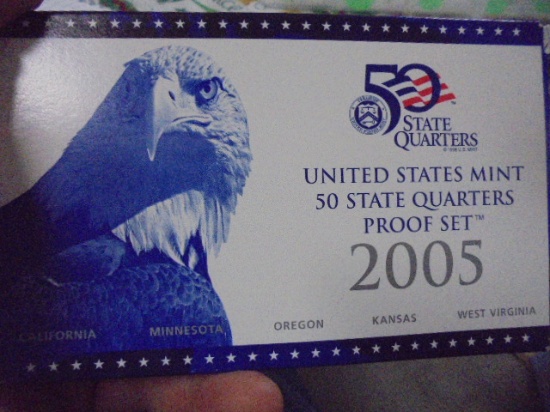 50
STATE
QUARTERS
UNITED STATES MINT
50 STATE QUARTERS
PROOF SET™
2005
CALIFORNIA MINNESOTA OREGON KANSAS WEST VIRGINIA